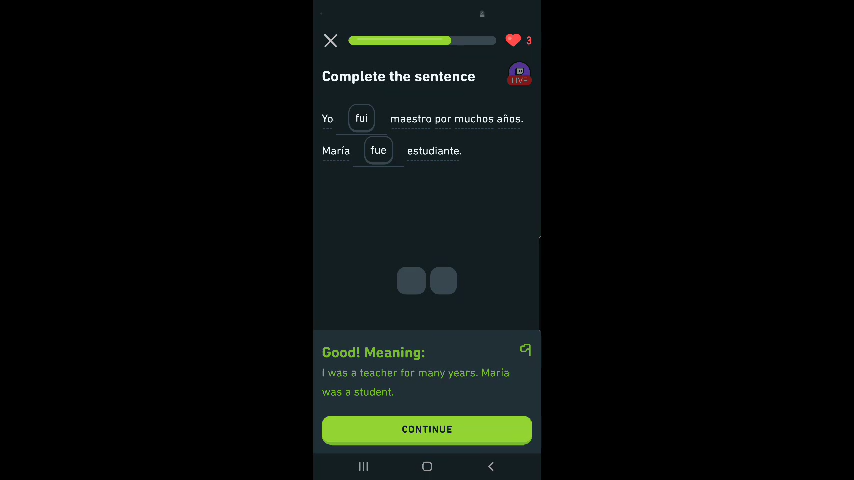 3
Complete the sentence
LIVE
Yo fui maestro por muchos años.
María fue estudiante.
Good! Meaning:
I was a teacher for many years. María
was a student.
CONTINUE